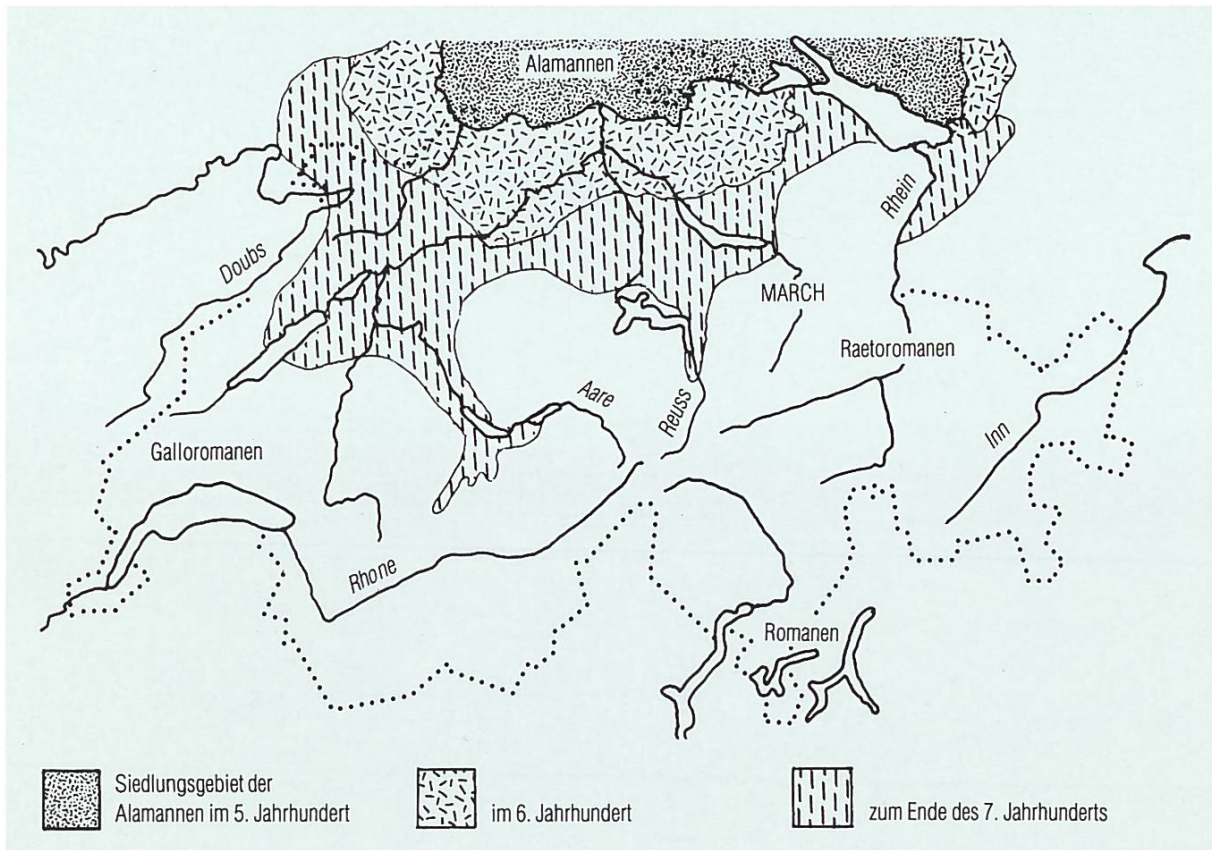 Alamannen
Doubs
Rhein
MARCH
Raetoromanen
Aare
Reuss
Inn
Galloromanen
Rhone
Romanen
Siedlungsgebiet der
Alamannen im 5. Jahrhundert
im 6. Jahrhundert
zum Ende des 7. Jahrhunderts